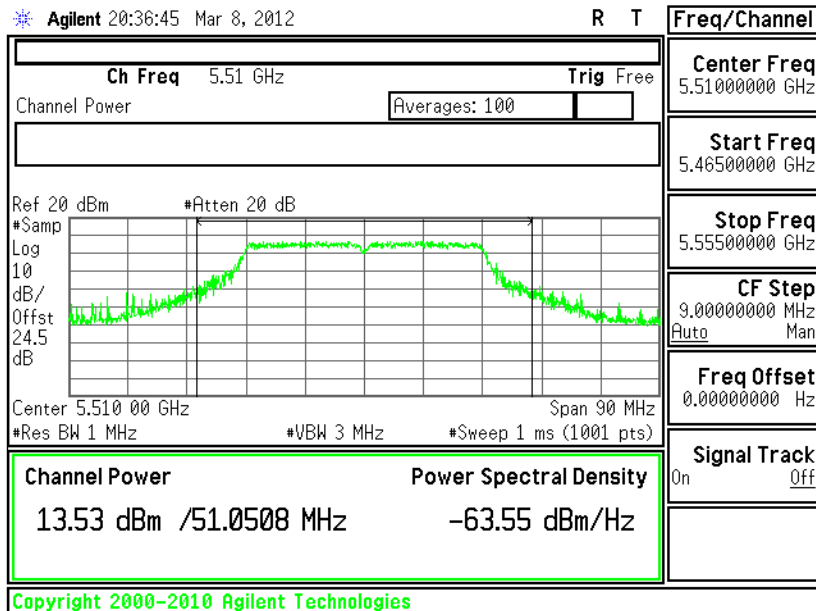 Agilent 20:36:45 Mar 8, 2012 R T
Freq/Channel
Ch Freq 5.51 GHz Trig Free
Channel Power Averages: 100
Ref 20 dBm #Atten 20 dB
#Samp
Log
10
dB/
Offst
24.5
dB
Center 5.510 00 GHz Span 90 MHz
#Res BW 1 MHz #VBW 3 MHz #Sweep 1 ms (1001 pts)
Channel Power Power Spectral Density
13.53 dBm /51.0508 MHz -63.55 dBm/Hz
Center Freq
5.51000000 GHz
Start Freq
5.46500000 GHz
Stop Freq
5.55500000 GHz
CF Step
9.00000000 MHz
Auto Man
Freq Offset
0.00000000 Hz
Signal Track
On Off
Copyright 2000-2010 Agilent Technologies